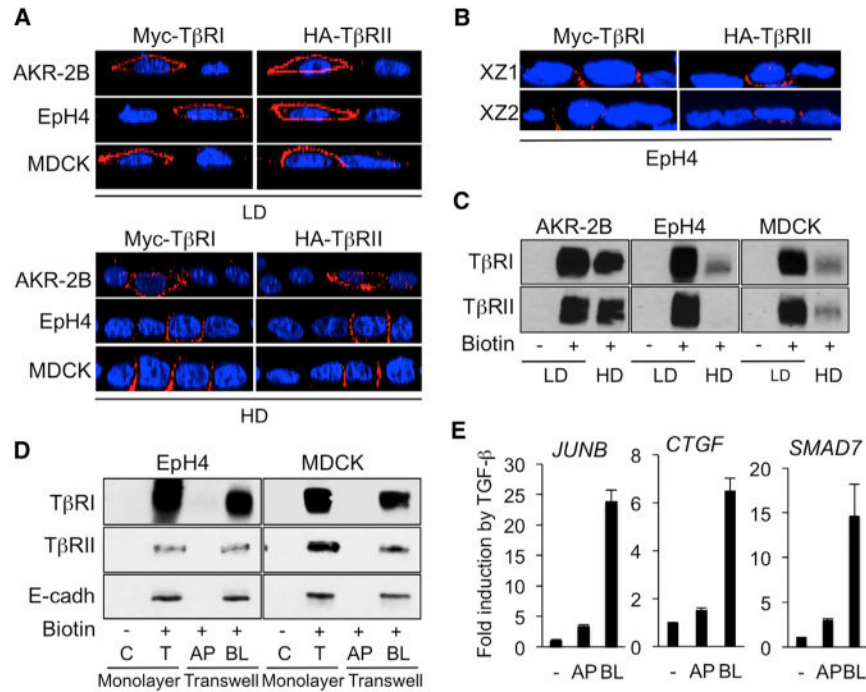 A
Myc-TβRI HA-TβRII
AKR-2B
EpH4
MDCK
LD
Myc-TβRI HA-TβRII
AKR-2B
EpH4
MDCK
HD
B
Myc-TβRI HA-TβRII
XZ1
XZ2
EpH4
C
AKR-2B EpH4 MDCK
TβRI
TβRII
Biotin - + + - + + - + +
LD HD LD HD LD HD
D
EpH4 MDCK
TβRI
TβRII
E-cadh
Biotin - + + + - + + +
C T AP BL C T AP BL
Monolayer Transwell Monolayer Transwell
E
JUNB CTGF SMAD7
Fold induction by TGF-β
30
25
20
15
10
5
0
- AP BL
8
6
4
2
0
- AP BL
20
15
10
5
0
- AP BL